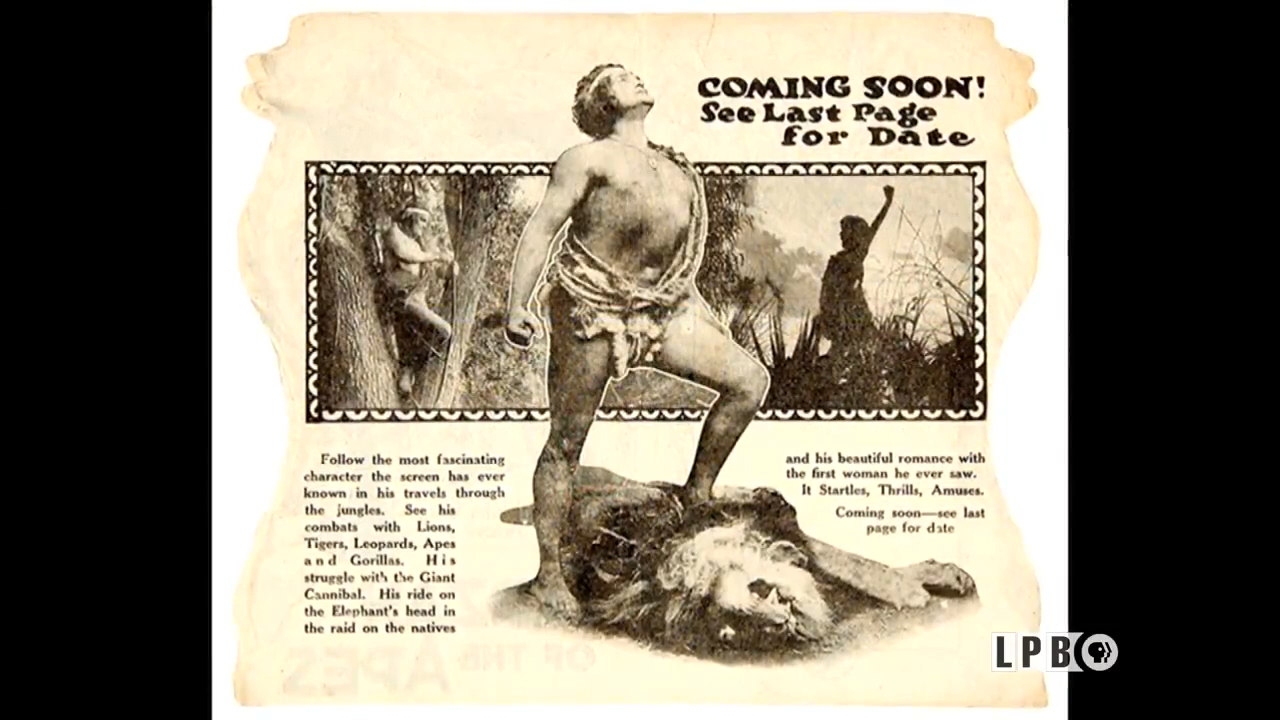 COMING SOON!
See Last Page
for Date
Follow the most fascinating
character the screen has ever
known in his travels through
the jungles. See his
combats with Lions,
Tigers, Leopards, Apes
and Gorillas. His
struggle with the Giant
Cannibal. His ride on
the Elephant's head in
the raid on the natives
and his beautiful romance with
the first woman he ever saw.
It Startles, Thrills, Amuses.
Coming soon—see last
page for date
OF THE APES
LPB